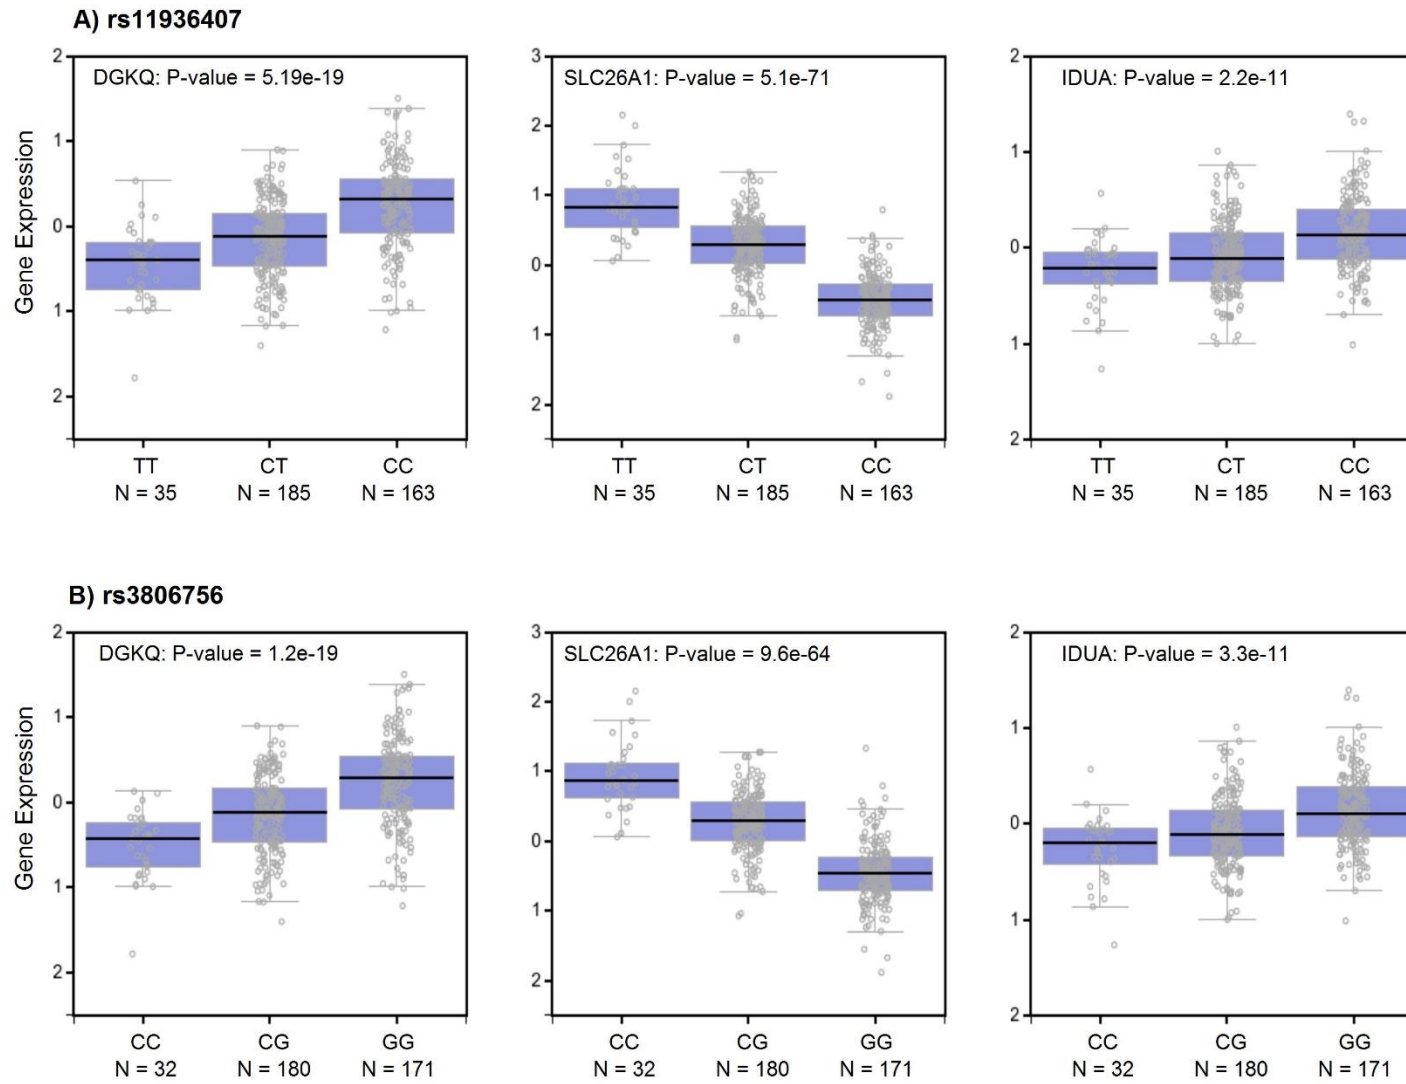 A) rs11936407
DGKQ: P-value = 5.19e-19
SLC26A1: P-value = 5.1e-71
IDUA: P-value = 2.2e-11
Gene Expression
2
1
0
1
2
3
2
1
0
1
2
2
1
0
1
2
TT CT CC
N = 35 N = 185 N = 163
TT CT CC
N = 35 N = 185 N = 163
TT CT CC
N = 35 N = 185 N = 163
B) rs3806756
DGKQ: P-value = 1.2e-19
SLC26A1: P-value = 9.6e-64
IDUA: P-value = 3.3e-11
Gene Expression
2
1
0
1
2
3
2
1
0
1
2
2
1
0
1
2
CC CG GG
N = 32 N = 180 N = 171
CC CG GG
N = 32 N = 180 N = 171
CC CG GG
N = 32 N = 180 N = 171